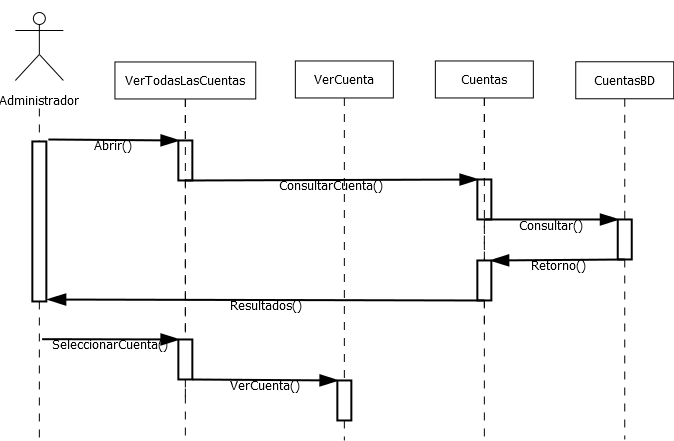 Administrador
VerTodasLasCuentas
VerCuenta
Cuentas
CuentasBD
Abrir()
ConsultarCuenta()
Consultar()
Retorno()
Resultados()
SeleccionarCuenta()
VerCuenta()